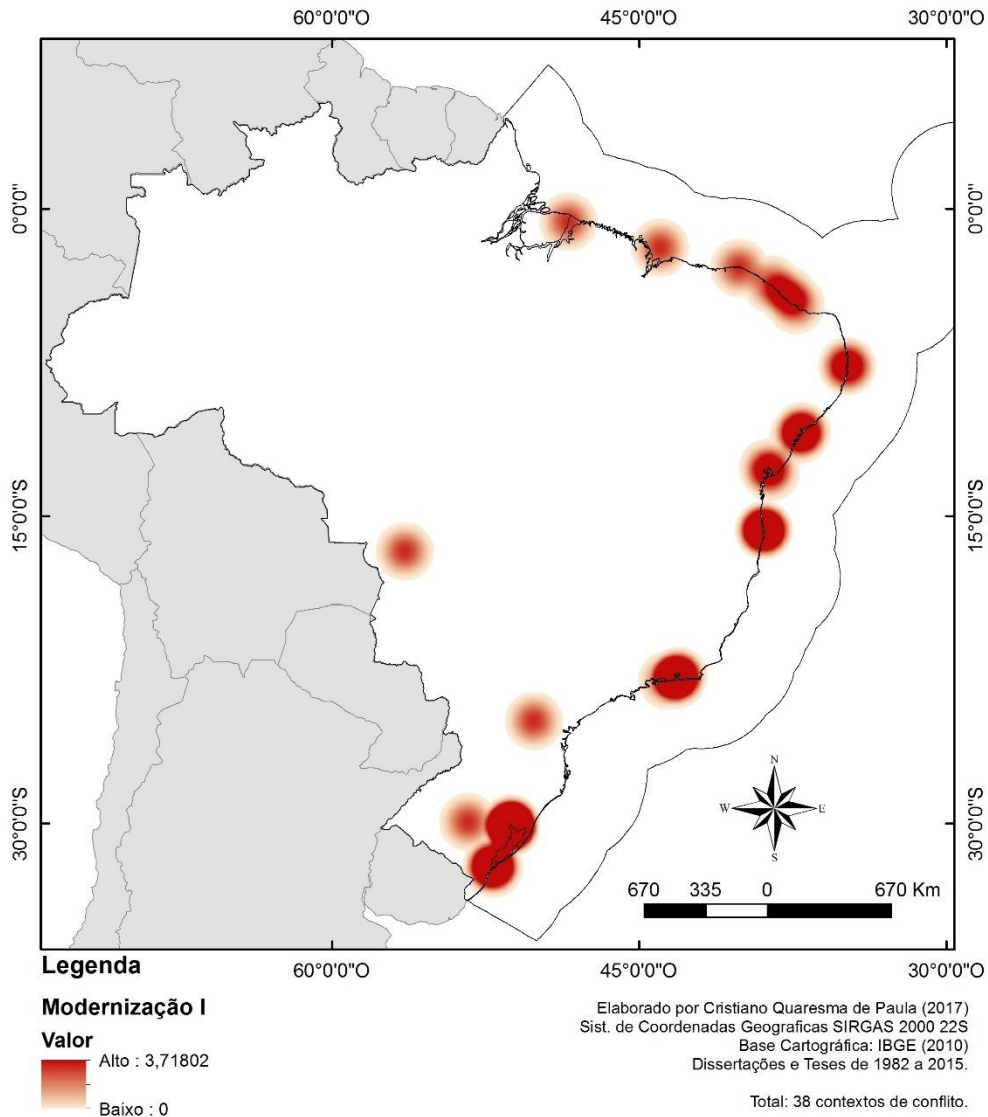 60°0'0"O 45°0'0"O 30°0'0"O
0°0'0" 0°0'0"
15°0'0"S 15°0'0"S
30°0'0"S 30°0'0"S
N
W E
S
670 335 0 670 Km
60°0'0"O 45°0'0"O 30°0'0"O
Legenda
Modernização I
Valor
Alto : 3,71802
Baixo : 0
Elaborado por Cristiano Quaresma de Paula (2017)
Sist. de Coordenadas Geograficas SIRGAS 2000 22S
Base Cartográfica: IBGE (2010)
Dissertações e Teses de 1982 a 2015.
Total: 38 contextos de conflito.